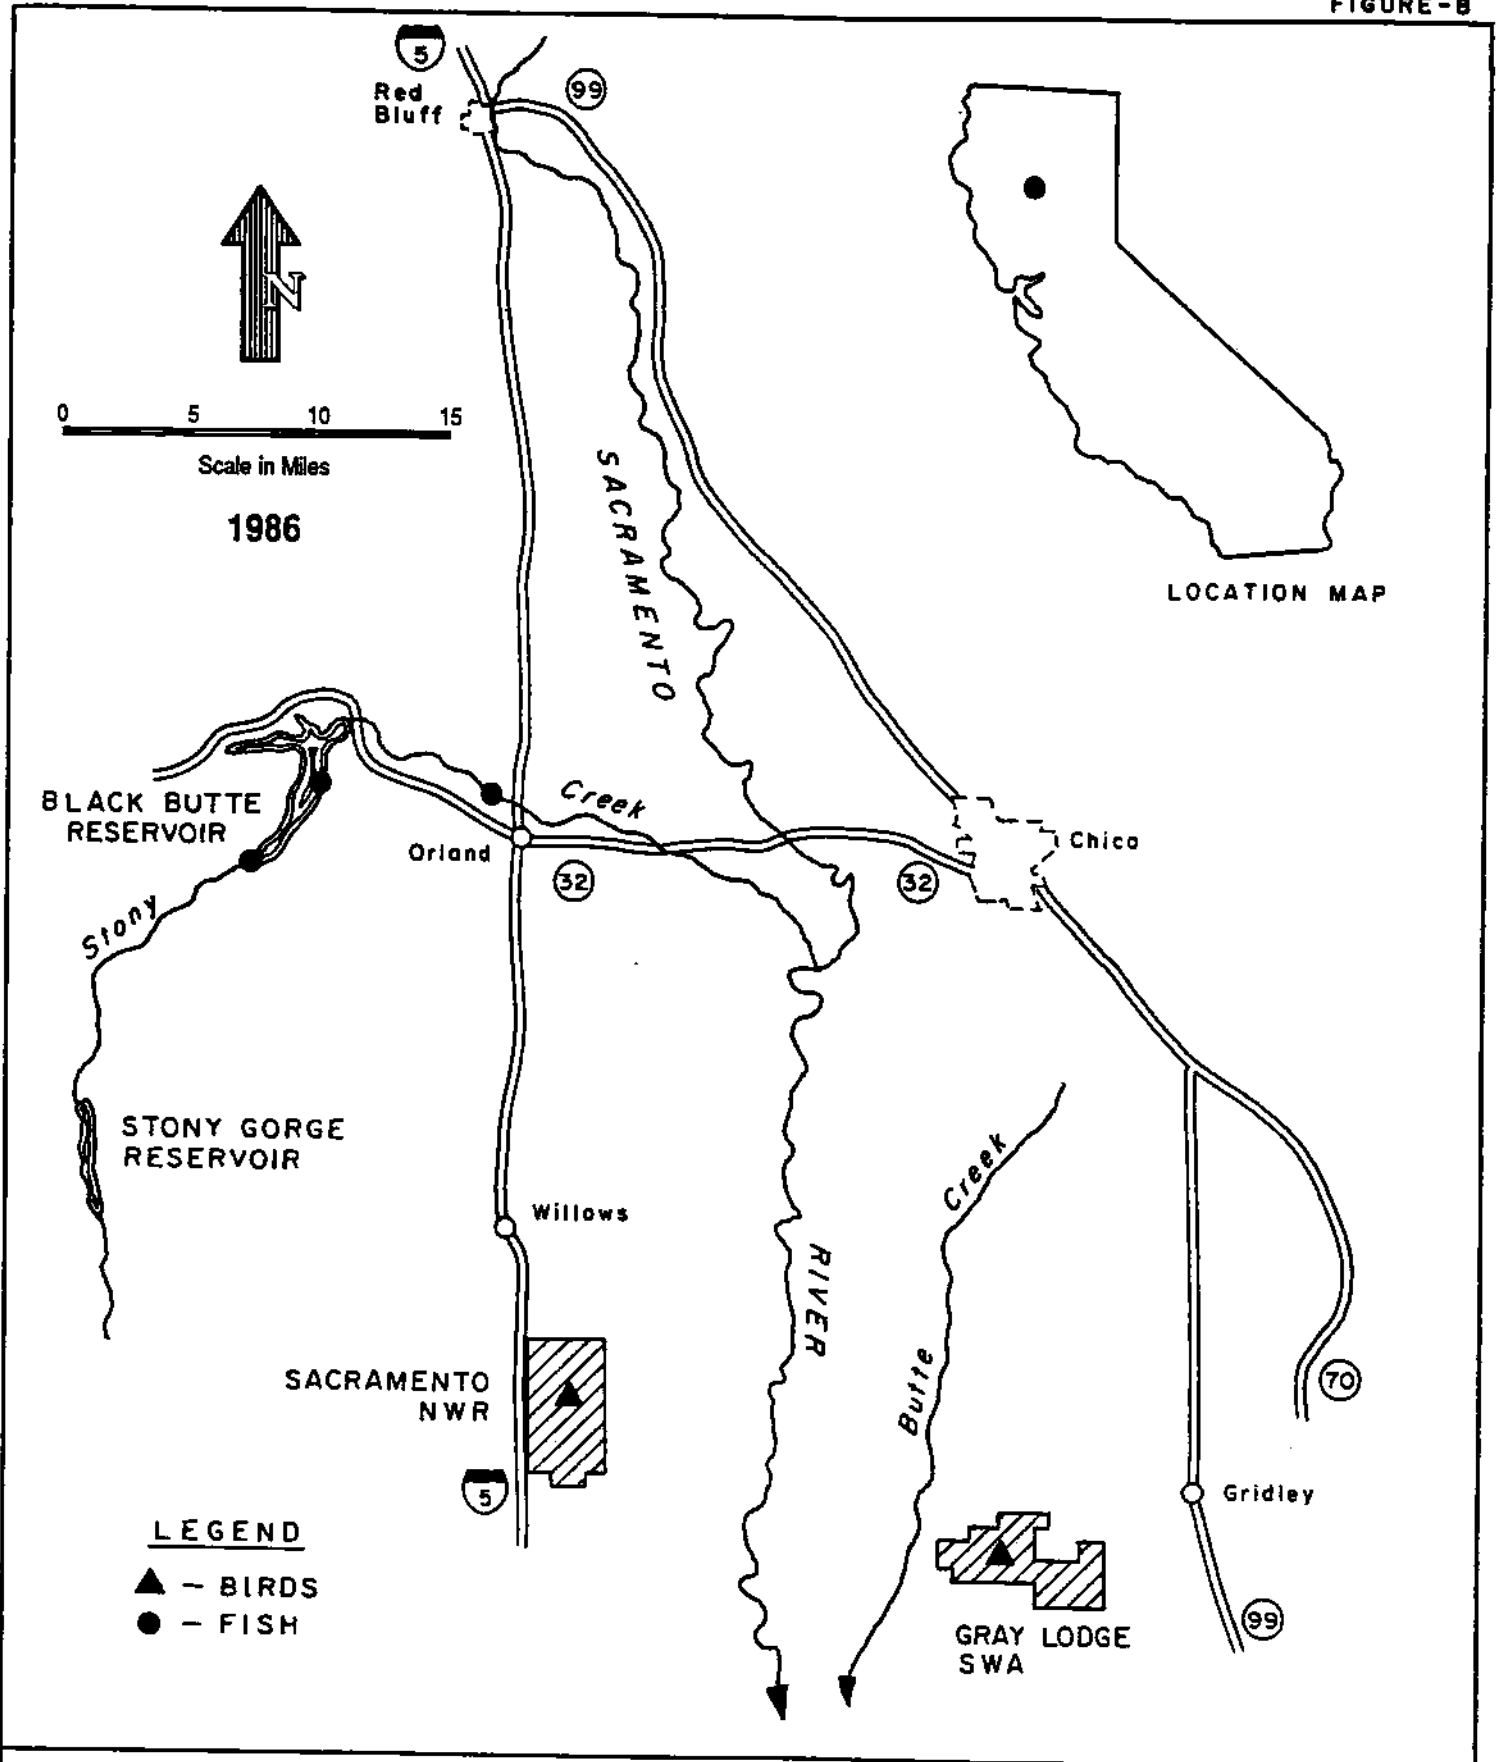 FIGURE-B
5
Red
Bluff
99
N
0 5 10 15
Scale in Miles
1986
SACRAMENTO
LOCATION MAP
BLACK BUTTE
RESERVOIR
Creek
Orland
32
32
Chico
Stony
STONY GORGE
RESERVOIR
Willows
Creek
RIVER
Butte
SACRAMENTO
NWR
70
5
Gridley
LEGEND
– BIRDS
– FISH
GRAY LODGE
SWA
99